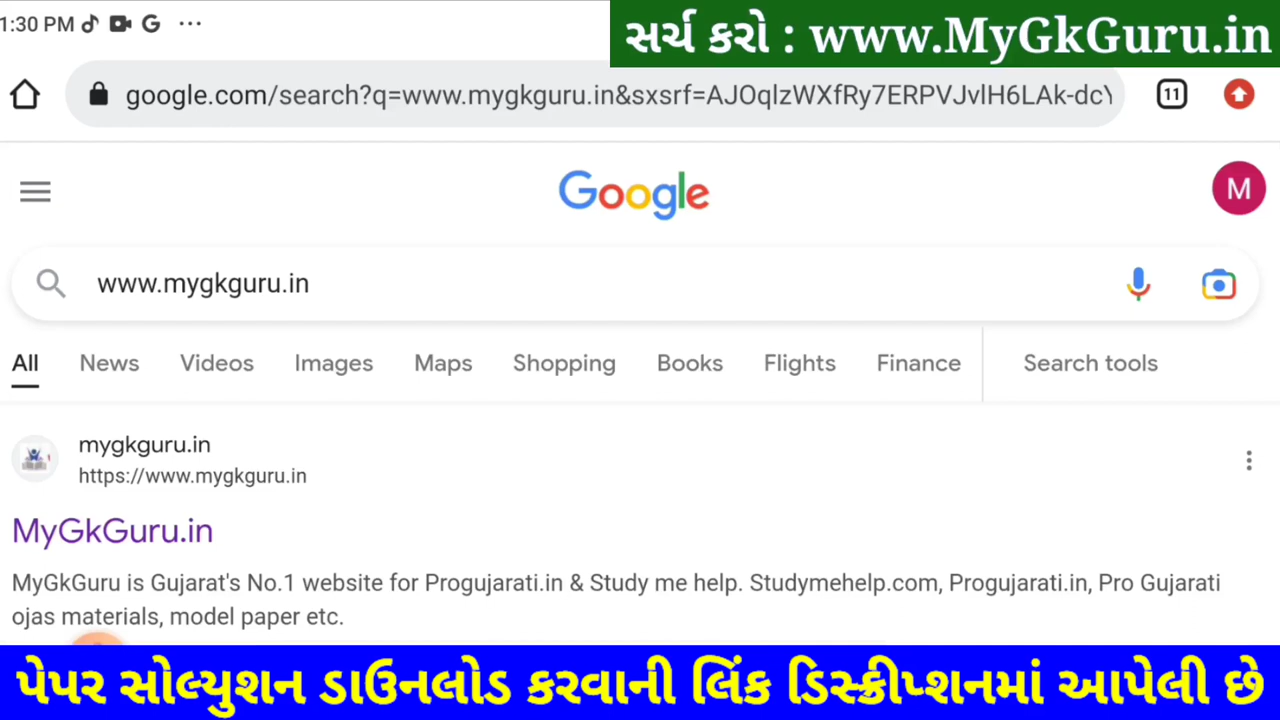 1:30 PM
સર્ચ કરો : www.MyGkGuru.in
google.com/search?q=www.mygkguru.in&sxsrf=AJOqlzWXfRy7ERPVJvlH6LAk-dcY
11
Google
M
www.mygkguru.in
All News Videos Images Maps Shopping Books Flights Finance Search tools
mygkguru.in
https://www.mygkguru.in
MyGkGuru.in
MyGkGuru is Gujarat's No.1 website for Progujarati.in & Study me help. Studymehelp.com, Progujarati.in, Pro Gujarati
ojas materials, model paper etc.
પેપર સોલ્યુશન ડાઉનલોડ કરવાની લિંક ડિસ્ક્રીપ્શનમાં આપેલી છે